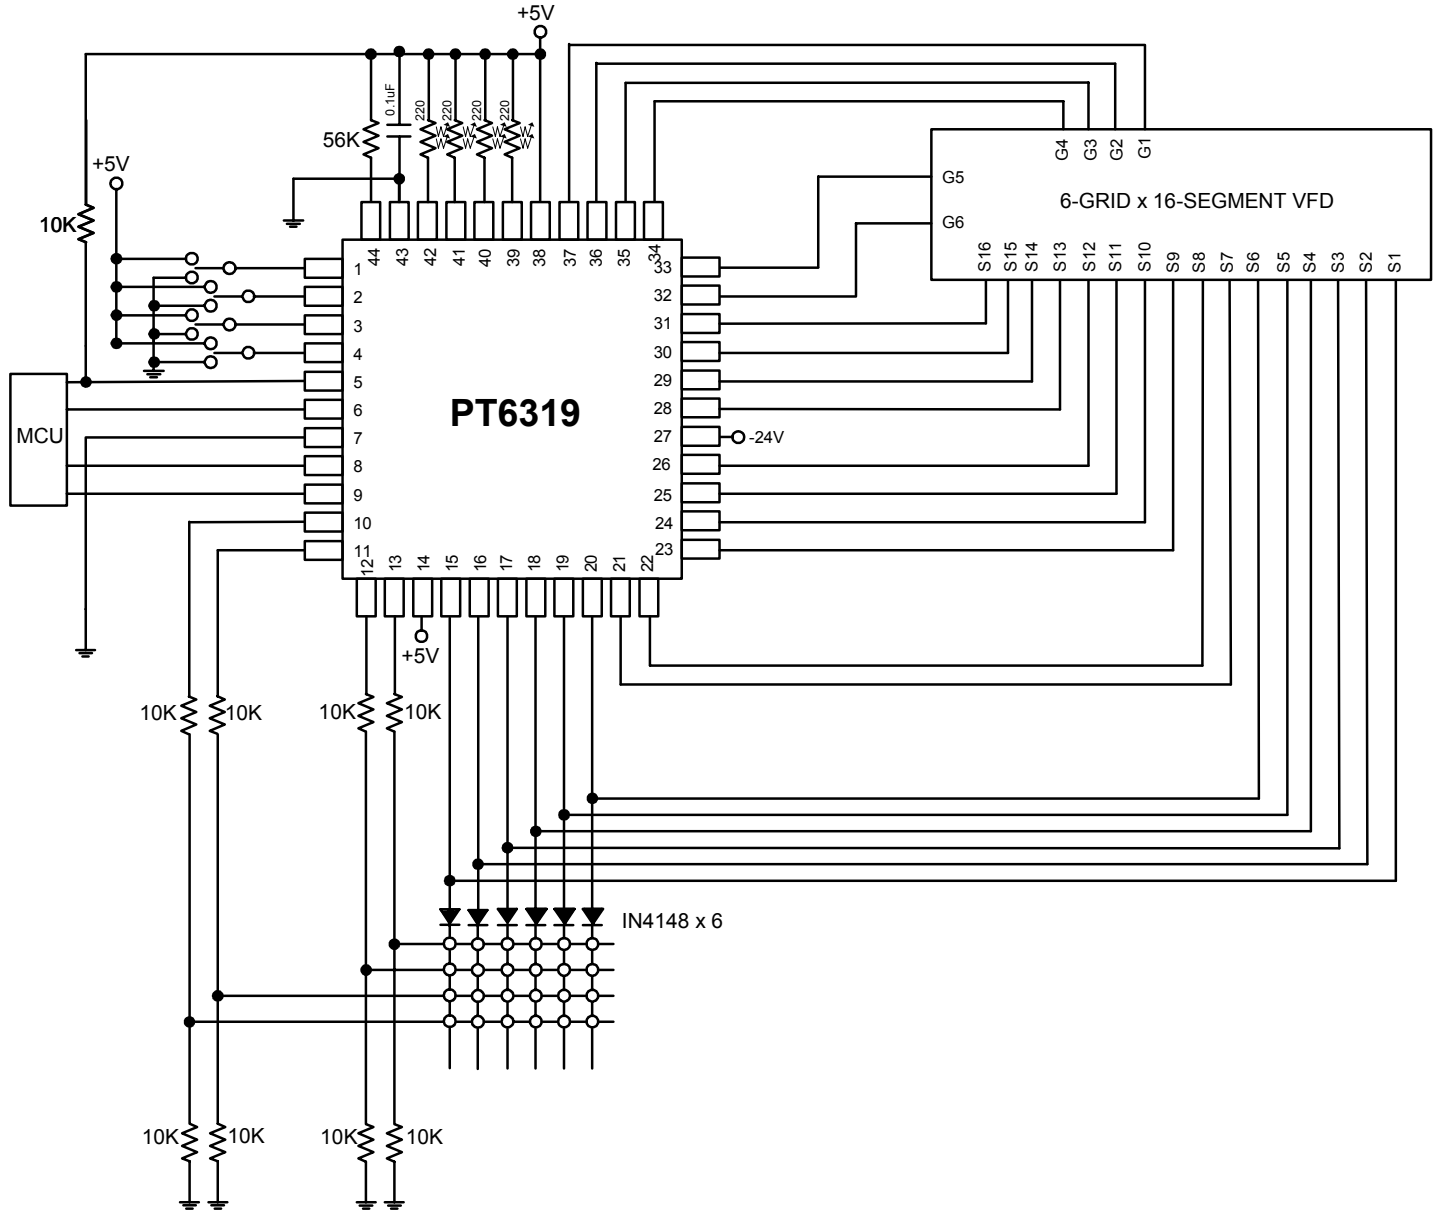 +5V
56K
0.1uF
220
220
220
220
+5V
10K
G4
G3
G2
G1
G5
G6
6-GRID x 16-SEGMENT VFD
S16
S15
S14
S13
S12
S11
S10
S9
S8
S7
S6
S5
S4
S3
S2
S1
44
43
42
41
40
39
38
37
36
35
34
1
2
3
4
5
6
7
8
9
10
11
MCU
PT6319
33
32
31
30
29
28
27
-24V
26
25
24
23
12
13
14
15
16
17
18
19
20
21
22
+5V
10K
10K
10K
10K
IN4148 x 6
10K
10K
10K
10K